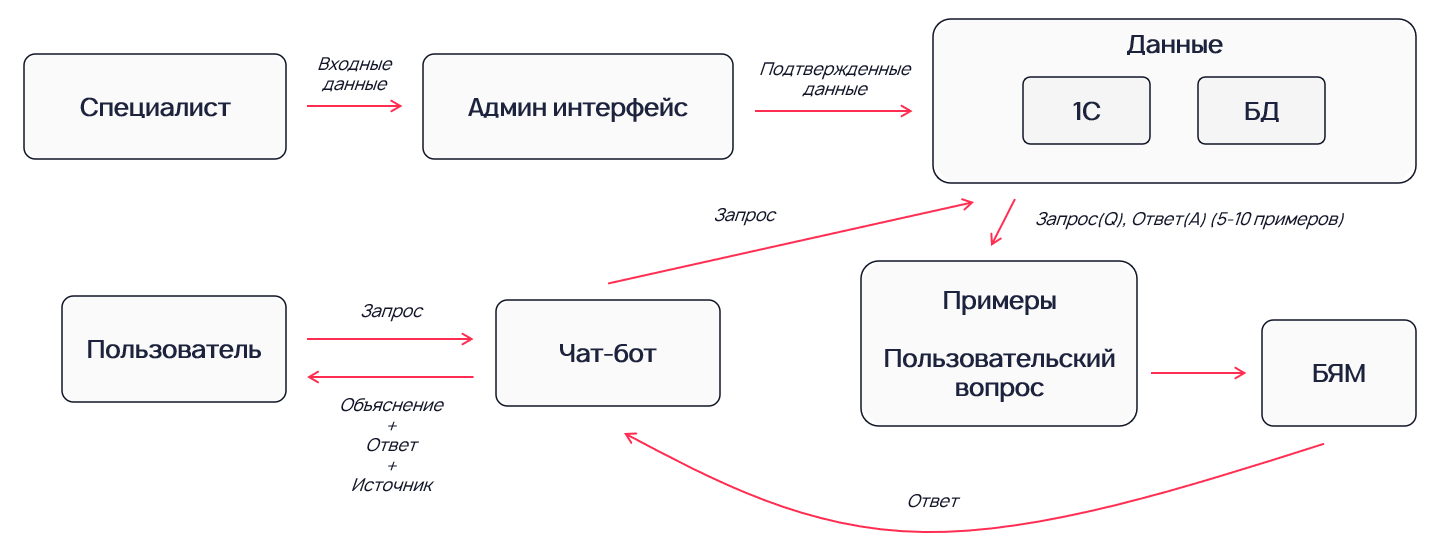 Специалист
Входные
данные
Админ интерфейс
Подтвержденные
данные
Данные
1С
БД
Запрос
Запрос(Q), Ответ(A) (5-10 примеров)
Пользователь
Запрос
Объяснение
+
Ответ
+
Источник
Чат-бот
Примеры
Пользовательский
вопрос
БЯМ
Ответ